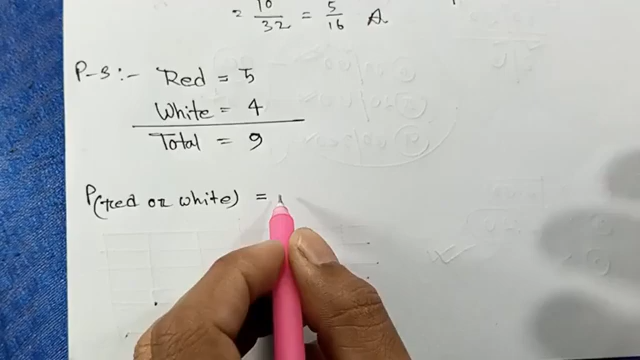 = 10/32 = 5/16 A
P-3:- Red = 5
White = 4
Total = 9
P(red or white) =